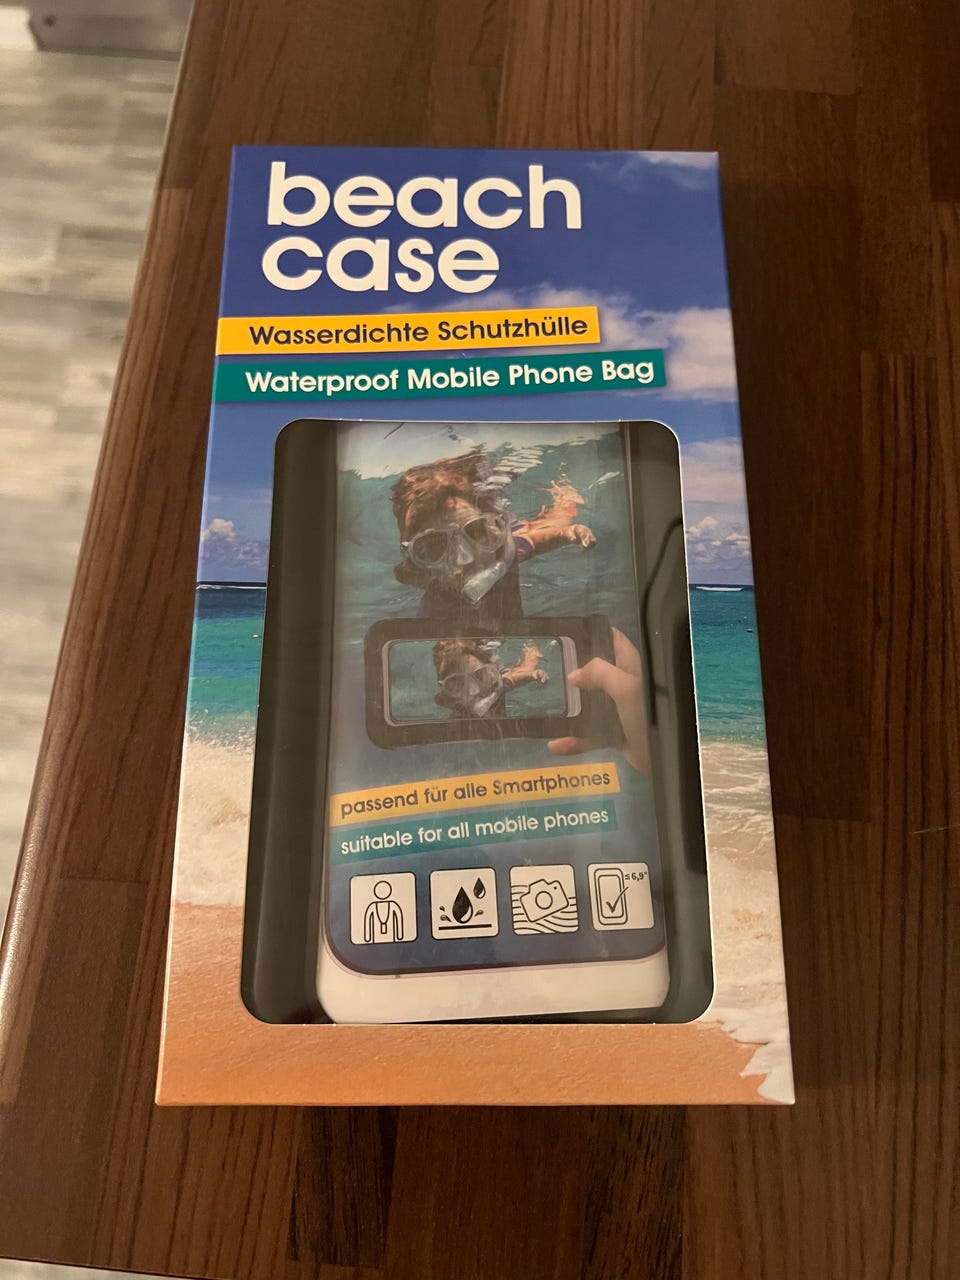 beach
case
Wasserdichte Schutzhülle
Waterproof Mobile Phone Bag
passend für alle Smartphones
suitable for all mobile phones
≤ 6,9"